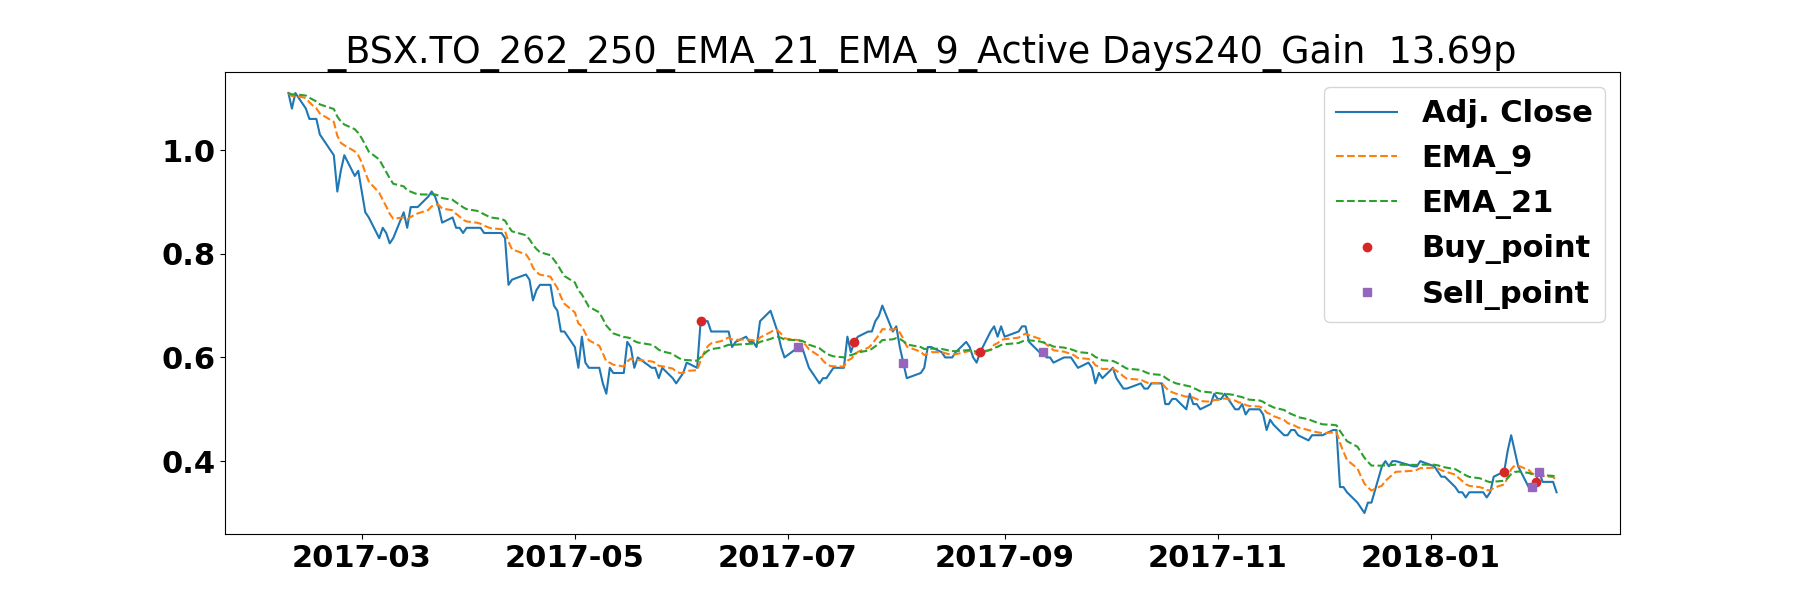 _BSX.TO_262_250_EMA_21_EMA_9_Active Days240_Gain  13.69p
Adj. Close
EMA_9
EMA_21
Buy_point
Sell_point
1.0
0.8
0.6
0.4
2017-03 2017-05 2017-07 2017-09 2017-11 2018-01